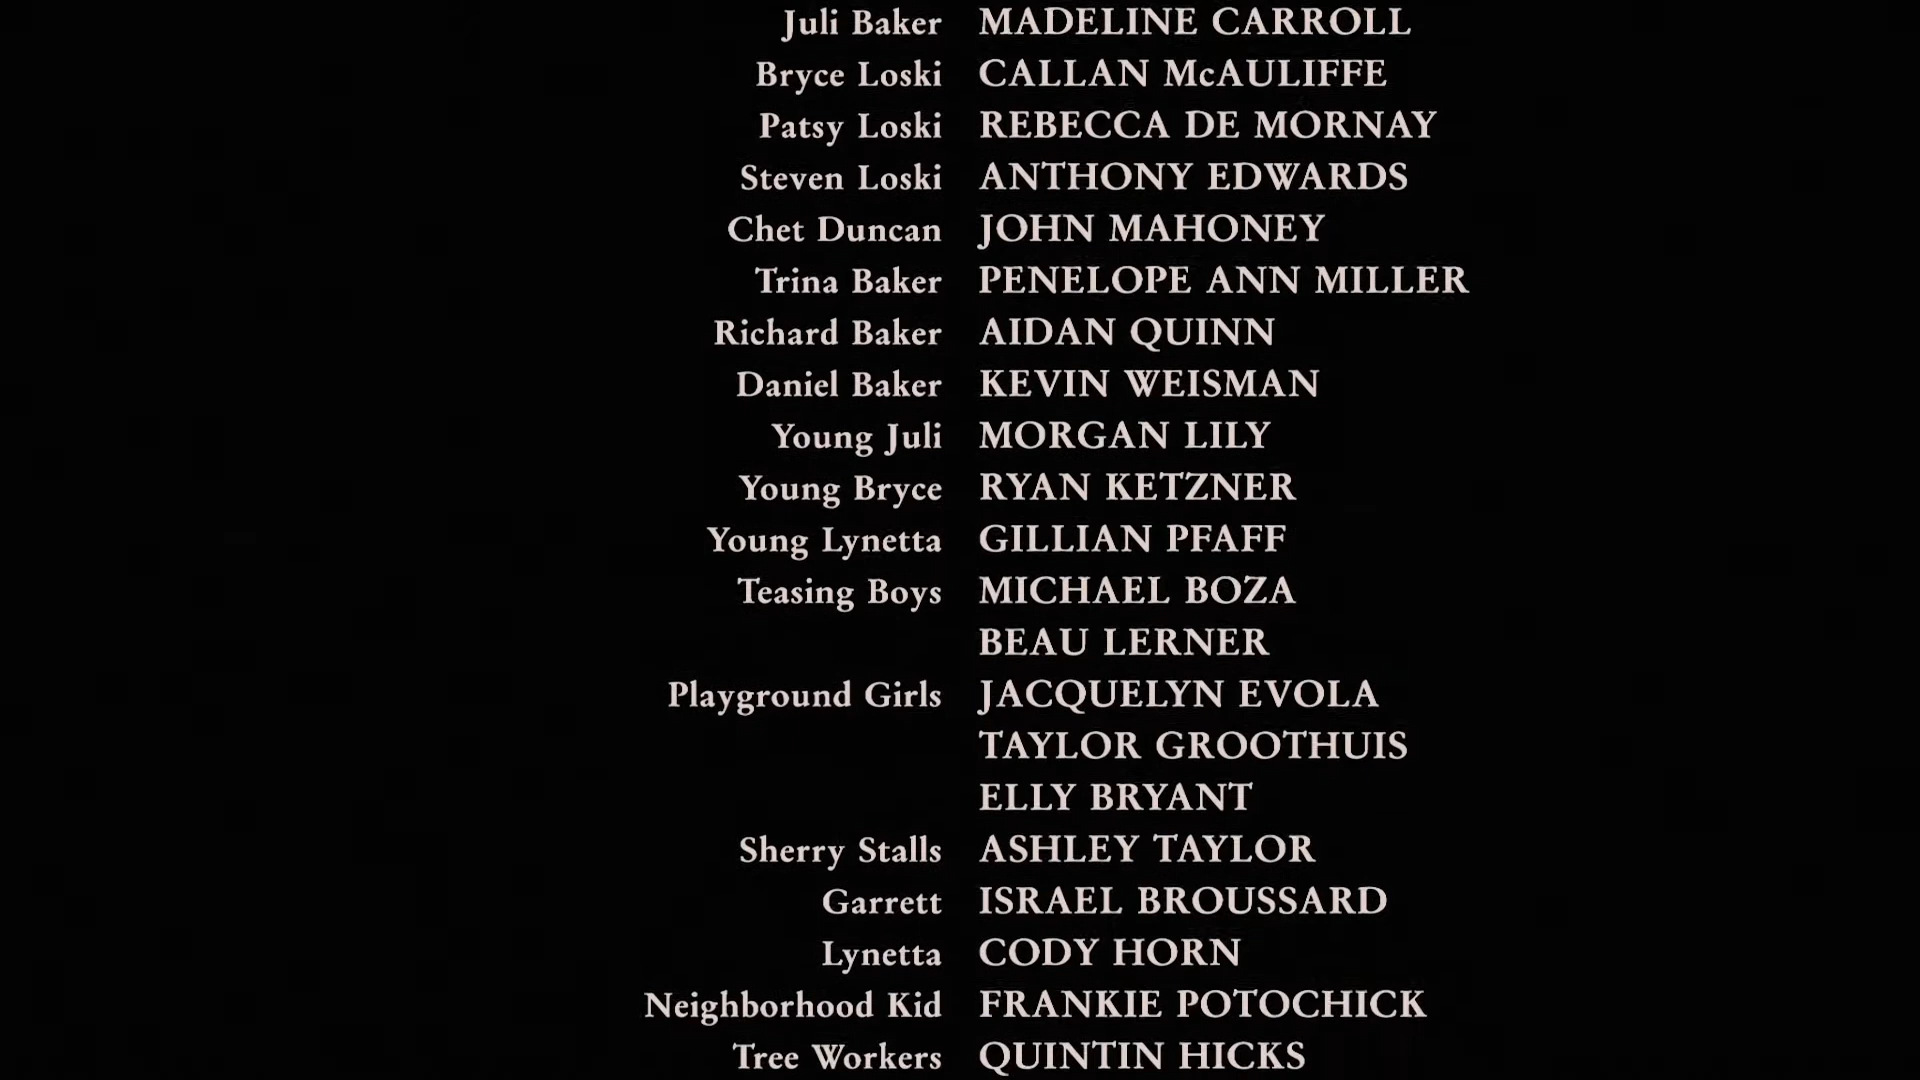 Juli Baker MADELINE CARROLL
Bryce Loski CALLAN McAULIFFE
Patsy Loski REBECCA DE MORNAY
Steven Loski ANTHONY EDWARDS
Chet Duncan JOHN MAHONEY
Trina Baker PENELOPE ANN MILLER
Richard Baker AIDAN QUINN
Daniel Baker KEVIN WEISMAN
Young Juli MORGAN LILY
Young Bryce RYAN KETZNER
Young Lynetta GILLIAN PFAFF
Teasing Boys MICHAEL BOZA
BEAU LERNER
Playground Girls JACQUELYN EVOLA
TAYLOR GROOTHUIS
ELLY BRYANT
Sherry Stalls ASHLEY TAYLOR
Garrett ISRAEL BROUSSARD
Lynetta CODY HORN
Neighborhood Kid FRANKIE POTOCHICK
Tree Workers QUINTIN HICKS